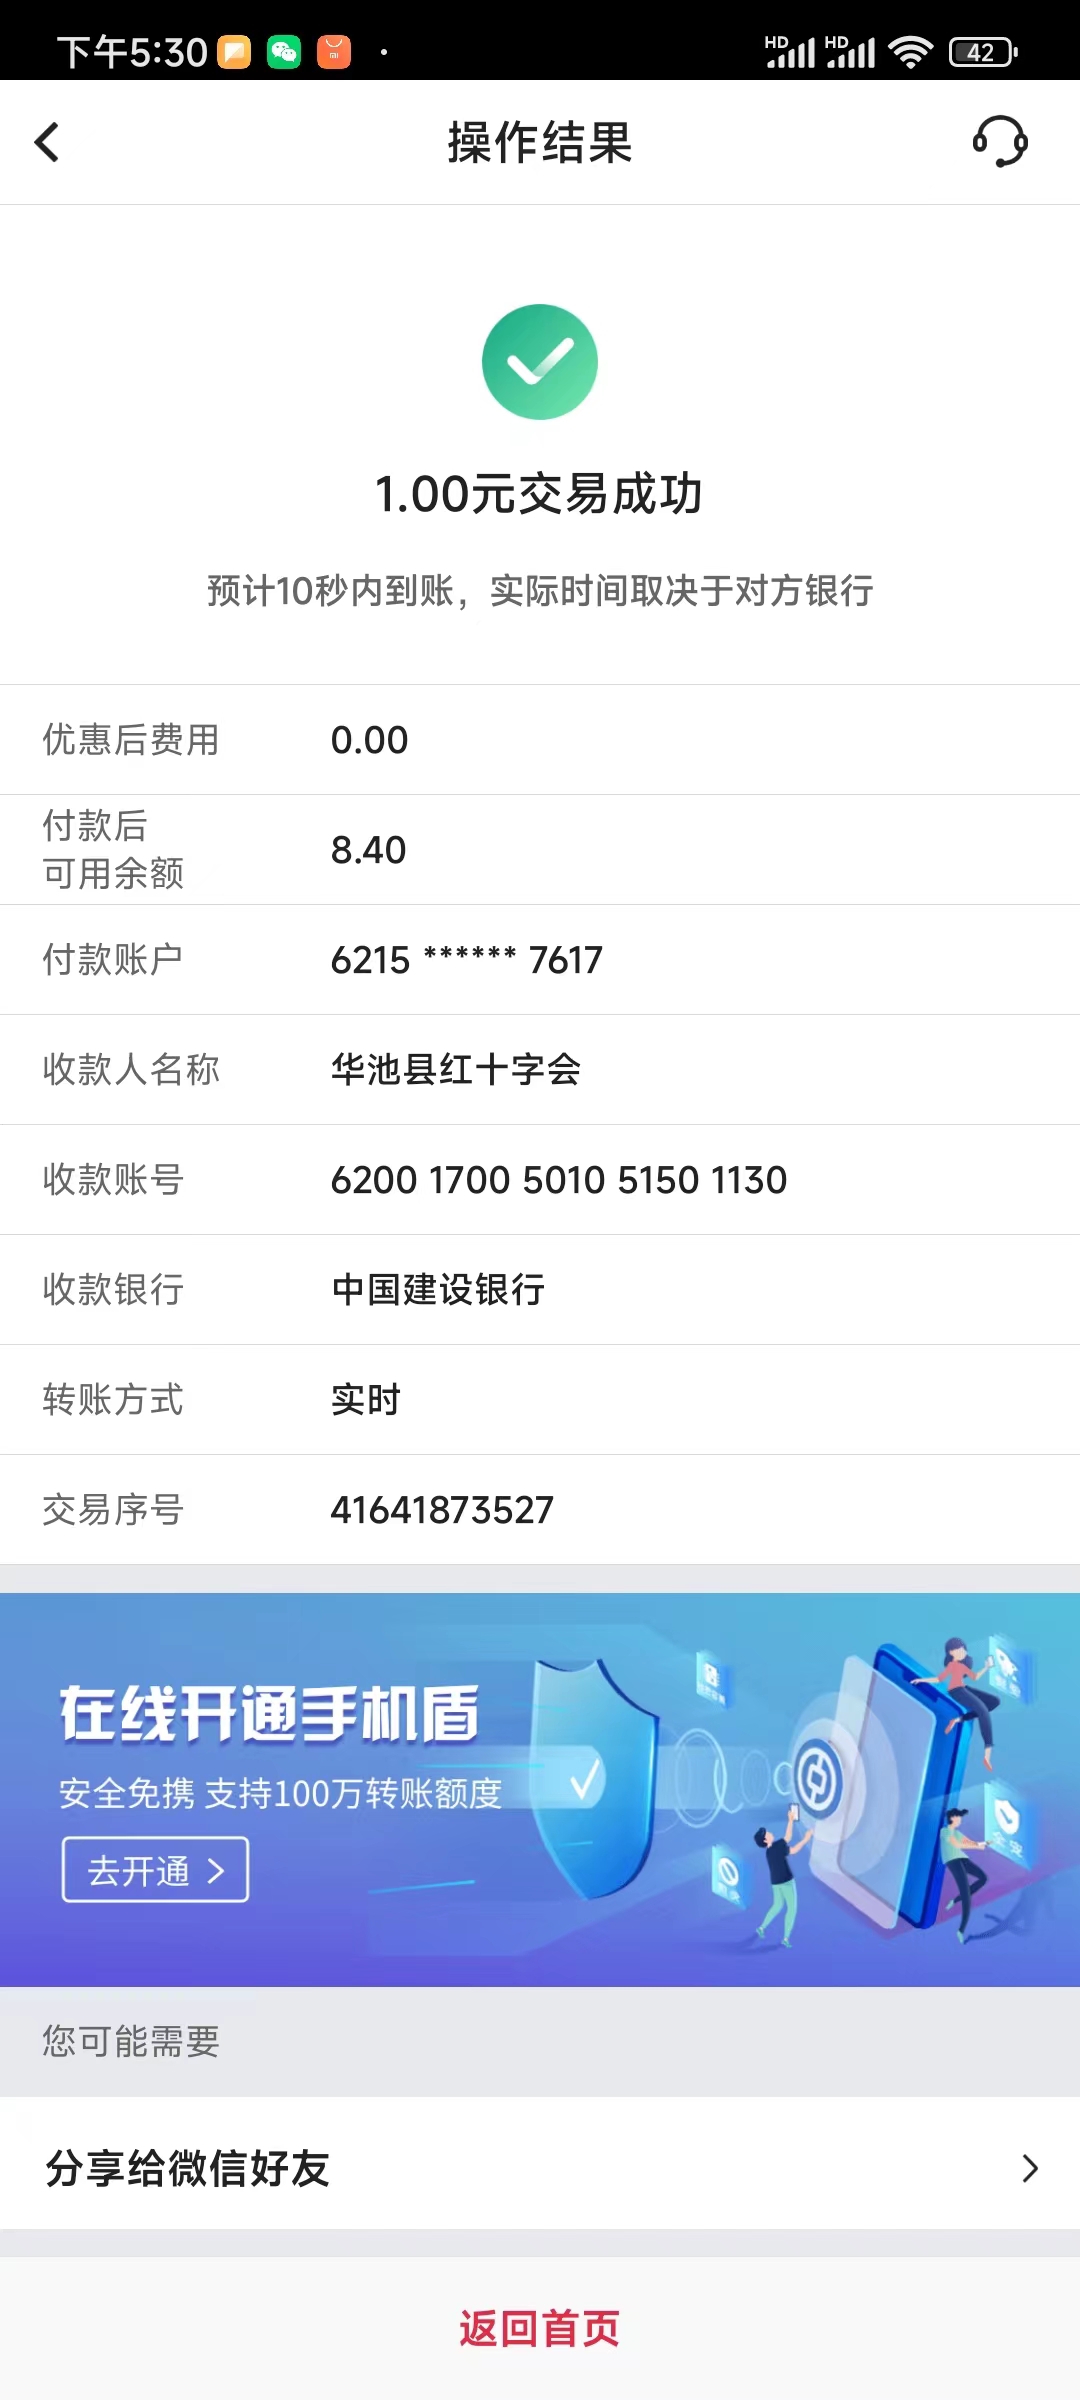 下午5:30
HD HD 42
操作结果
1.00元交易成功
预计10秒内到账，实际时间取决于对方银行
优惠后费用 0.00
付款后
可用余额 8.40
付款账户 6215 ****** 7617
收款人名称 华池县红十字会
收款账号 6200 1700 5010 5150 1130
收款银行 中国建设银行
转账方式 实时
交易序号 41641873527
在线开通手机盾
安全免携 支持100万转账额度
去开通 >
您可能需要
分享给微信好友
返回首页